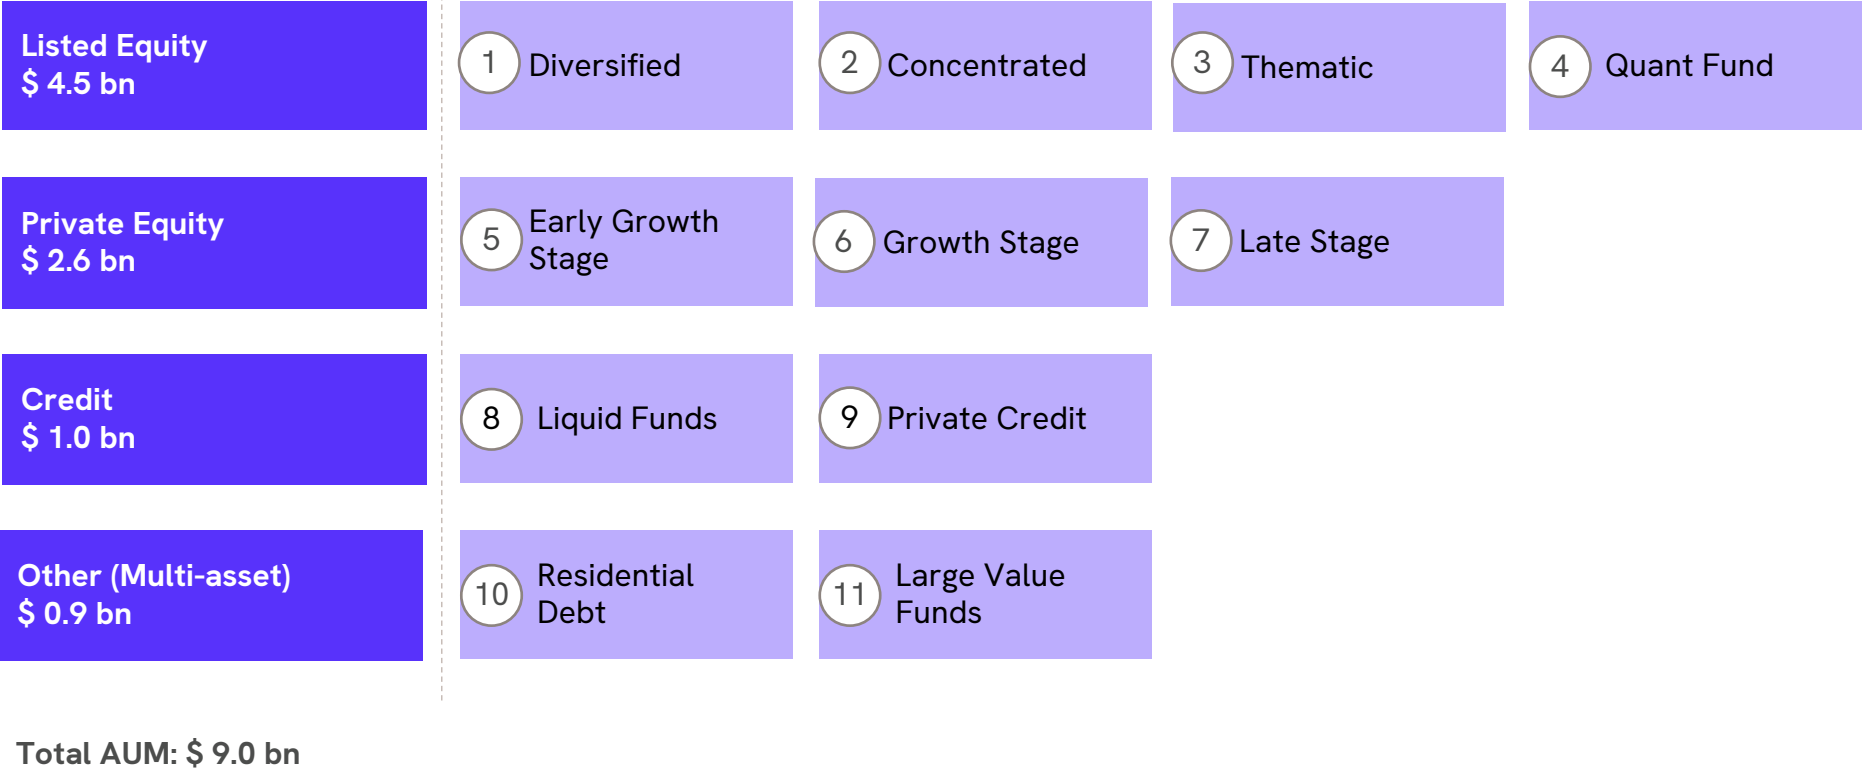 Listed Equity
$ 4.5 bn
1 Diversified
2 Concentrated
3 Thematic
4 Quant Fund
Private Equity
$ 2.6 bn
5 Early Growth
Stage
6 Growth Stage
7 Late Stage
Credit
$ 1.0 bn
8 Liquid Funds
9 Private Credit
Other (Multi-asset)
$ 0.9 bn
10 Residential
Debt
11 Large Value
Funds
Total AUM: $ 9.0 bn